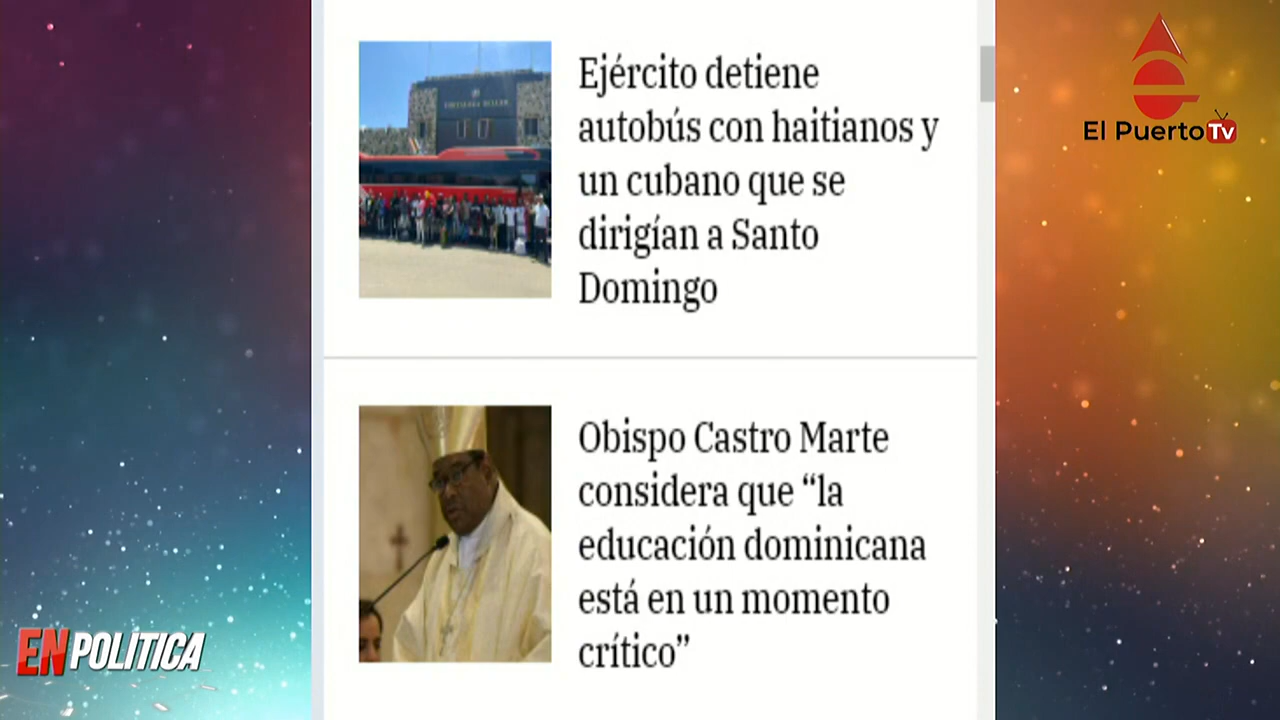 Ejército detiene
autobús con haitianos y
un cubano que se
dirigían a Santo
Domingo
Obispo Castro Marte
considera que “la
educación dominicana
está en un momento
crítico”
El Puerto Tv
EN POLITICA